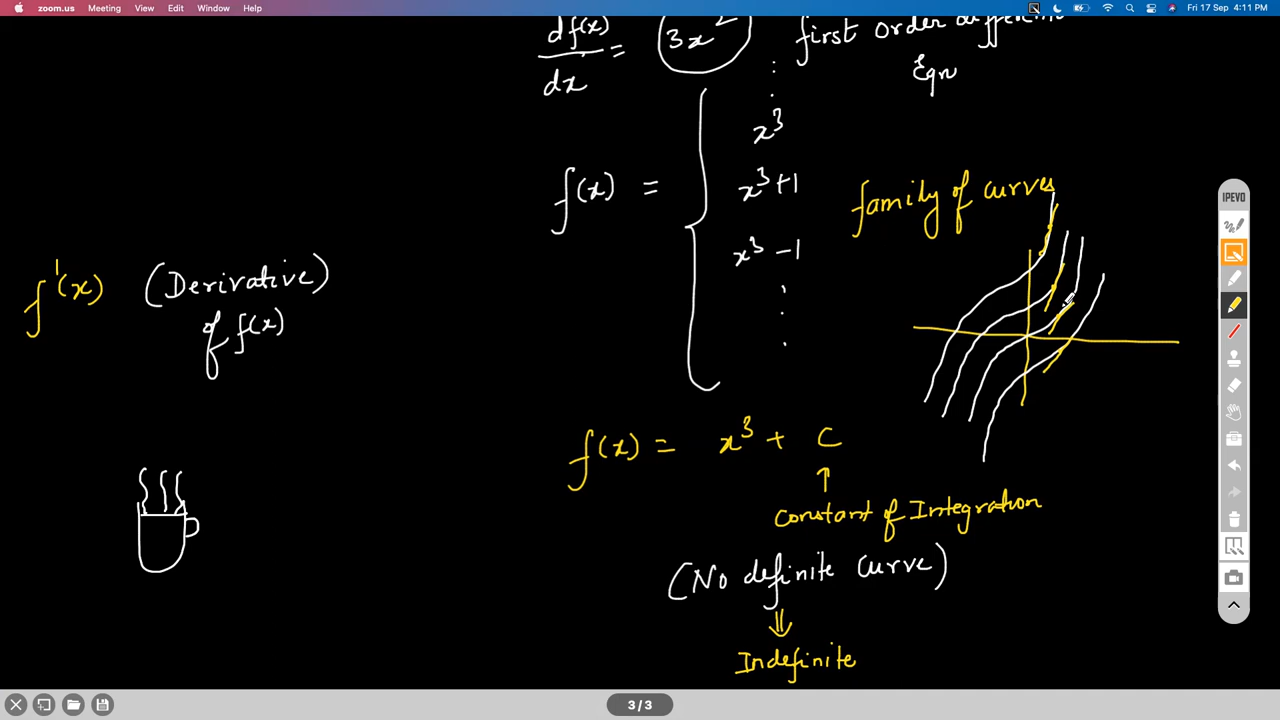 zoom.us Meeting View Edit Window Help
Fri 17 Sep 4:11 PM
df(x)/dx = 3x² first order
Eqn
⋮
x³
f(x) = { x³+1
x³ −1
⋮
family of curves
IPEVO
f'(x) (Derivative
of f(x))
f(x) = x³ + C
↑
Constant of Integration
(No definite curve)
⇓
Indefinite
3 / 3